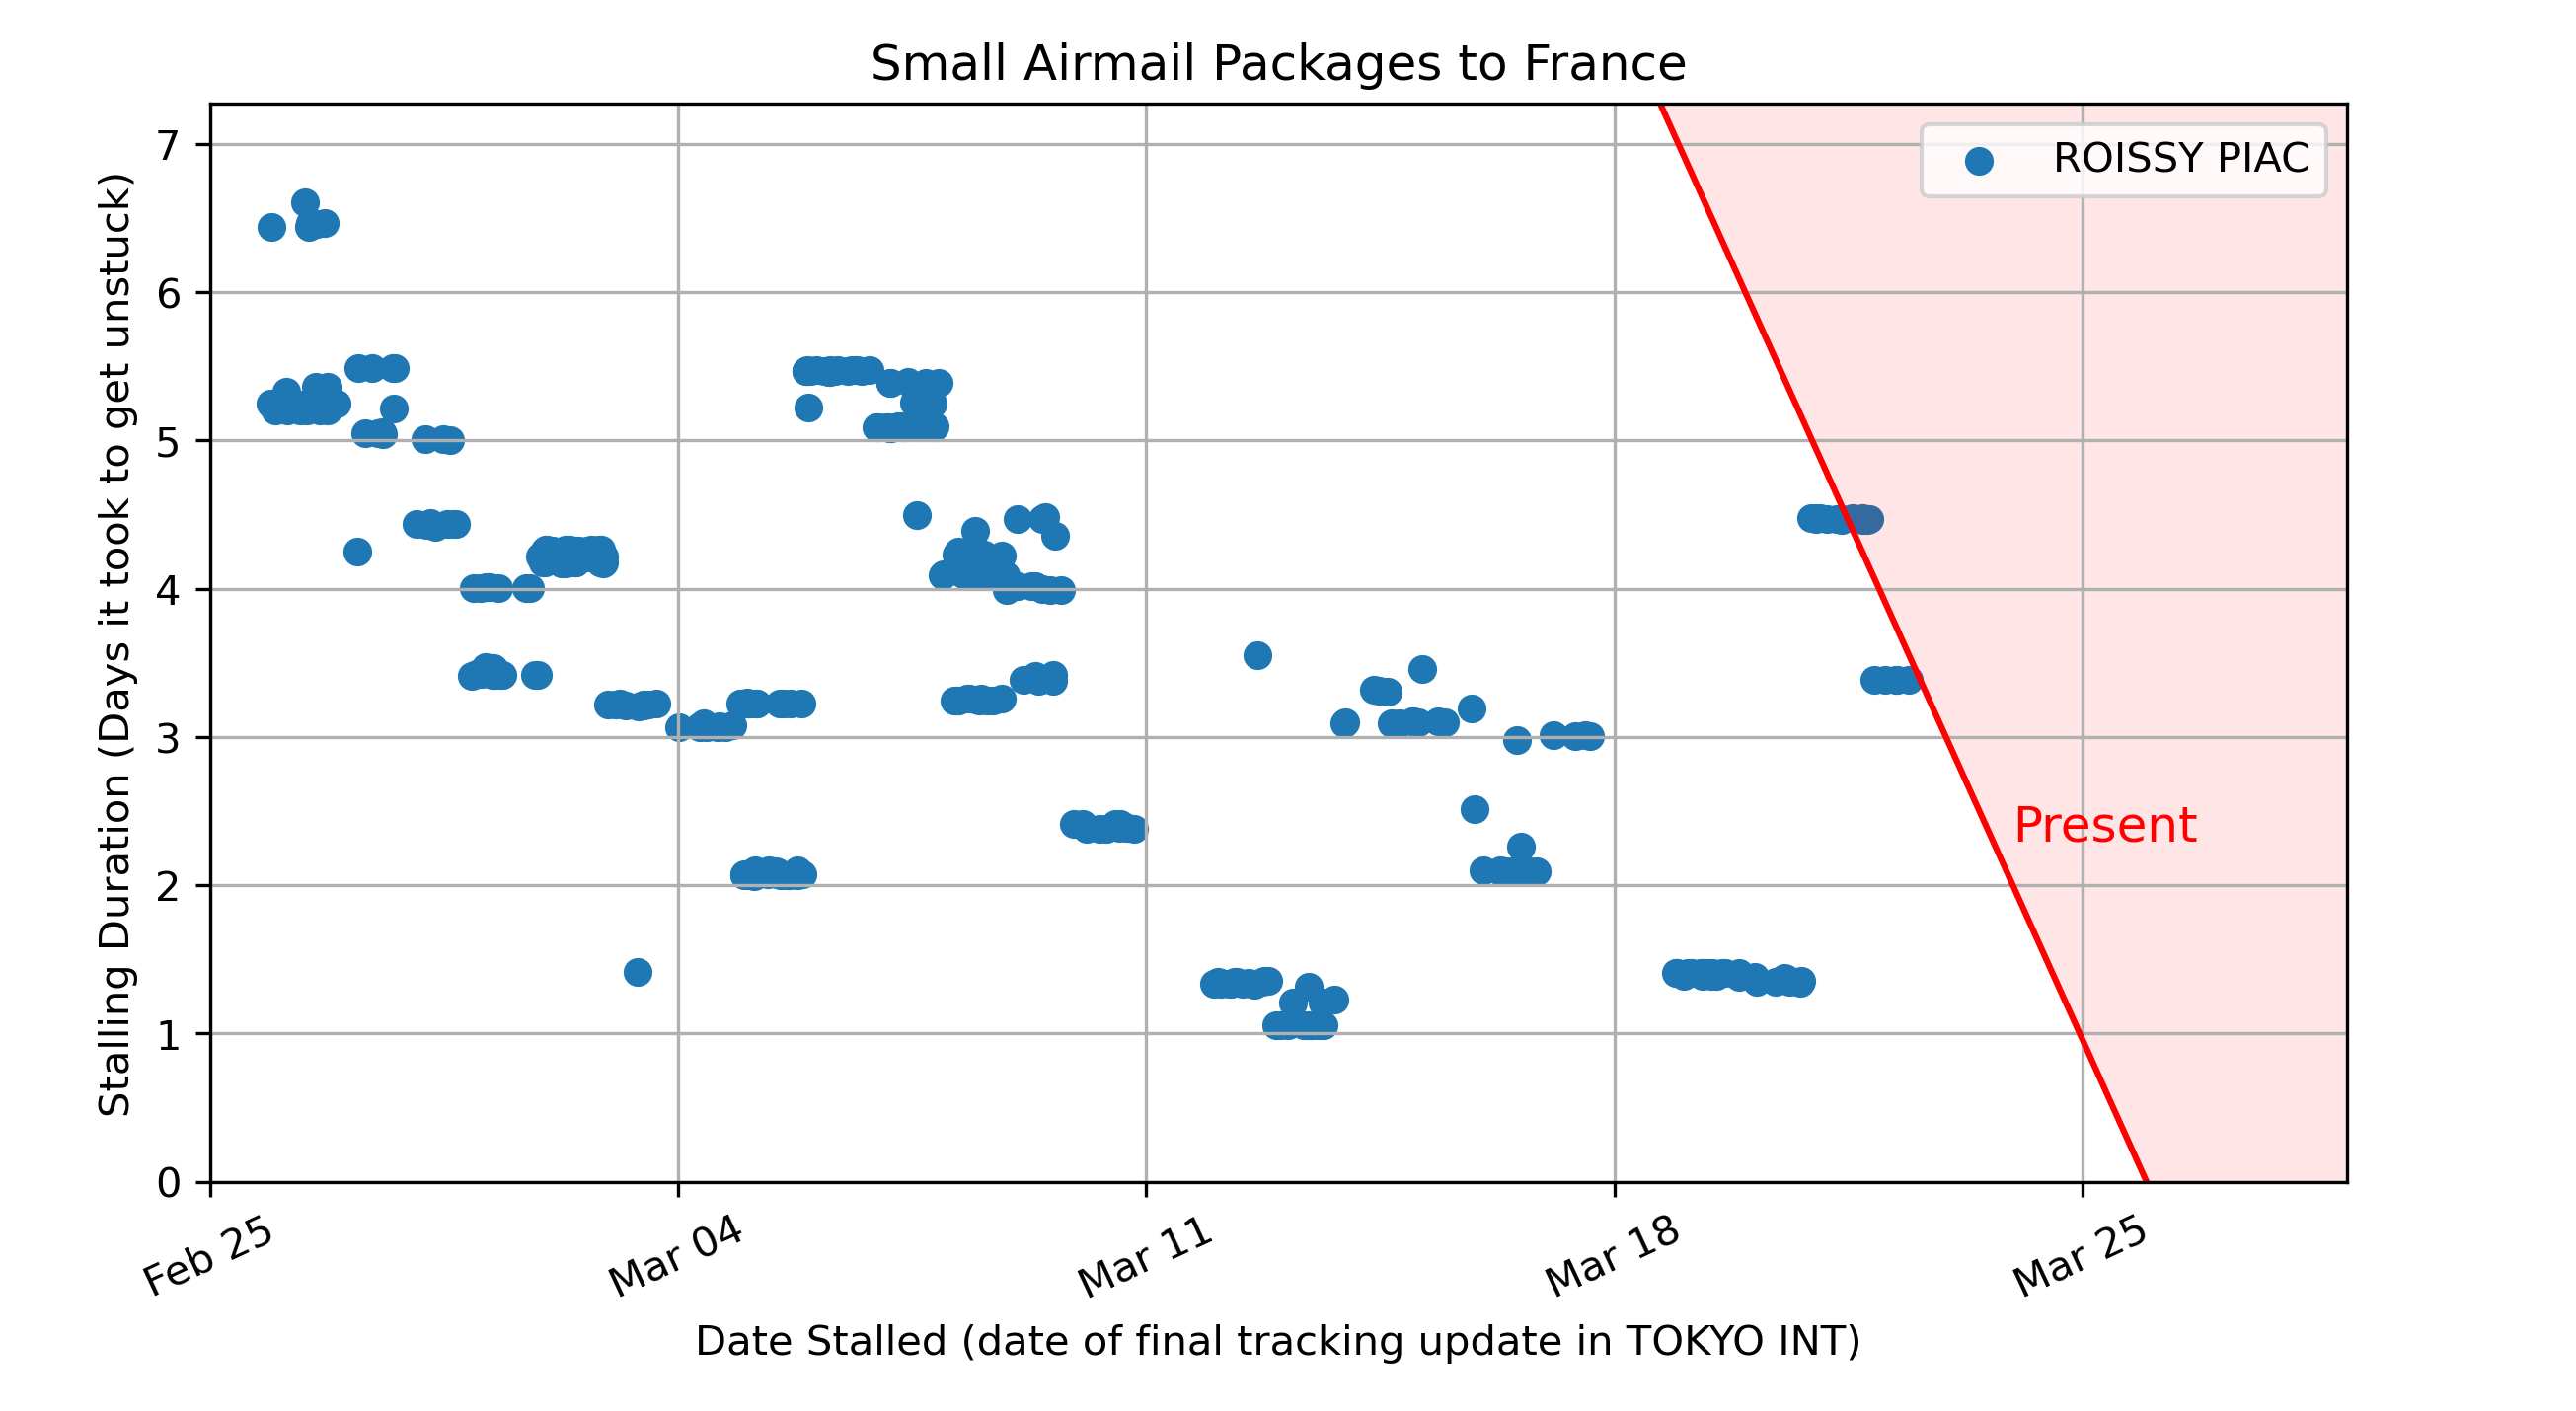 Small Airmail Packages to France
Stalling Duration (Days it took to get unstuck)
7
6
5
4
3
2
1
0
ROISSY PIAC
Present
Feb 25
Mar 04
Mar 11
Mar 18
Mar 25
Date Stalled (date of final tracking update in TOKYO INT)